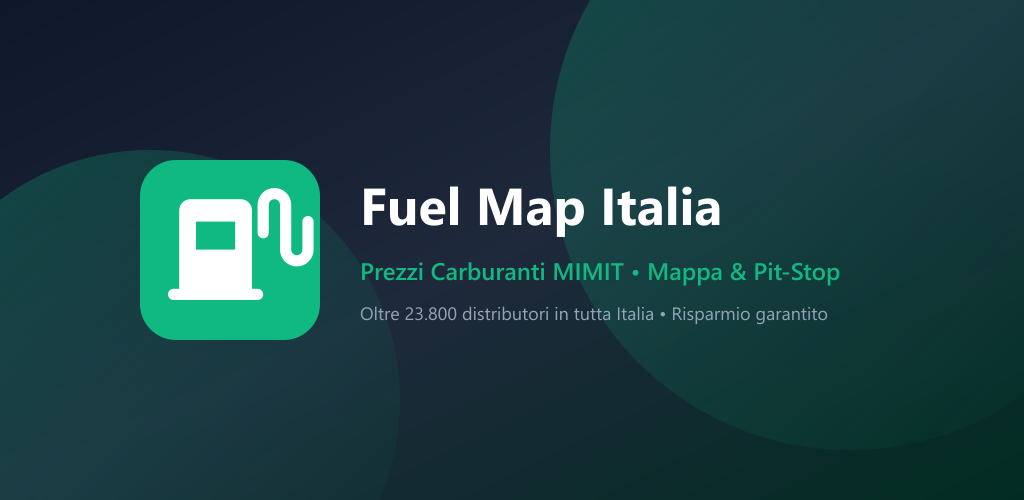 Fuel Map Italia
Prezzi Carburanti MIMIT • Mappa & Pit-Stop
Oltre 23.800 distributori in tutta Italia • Risparmio garantito